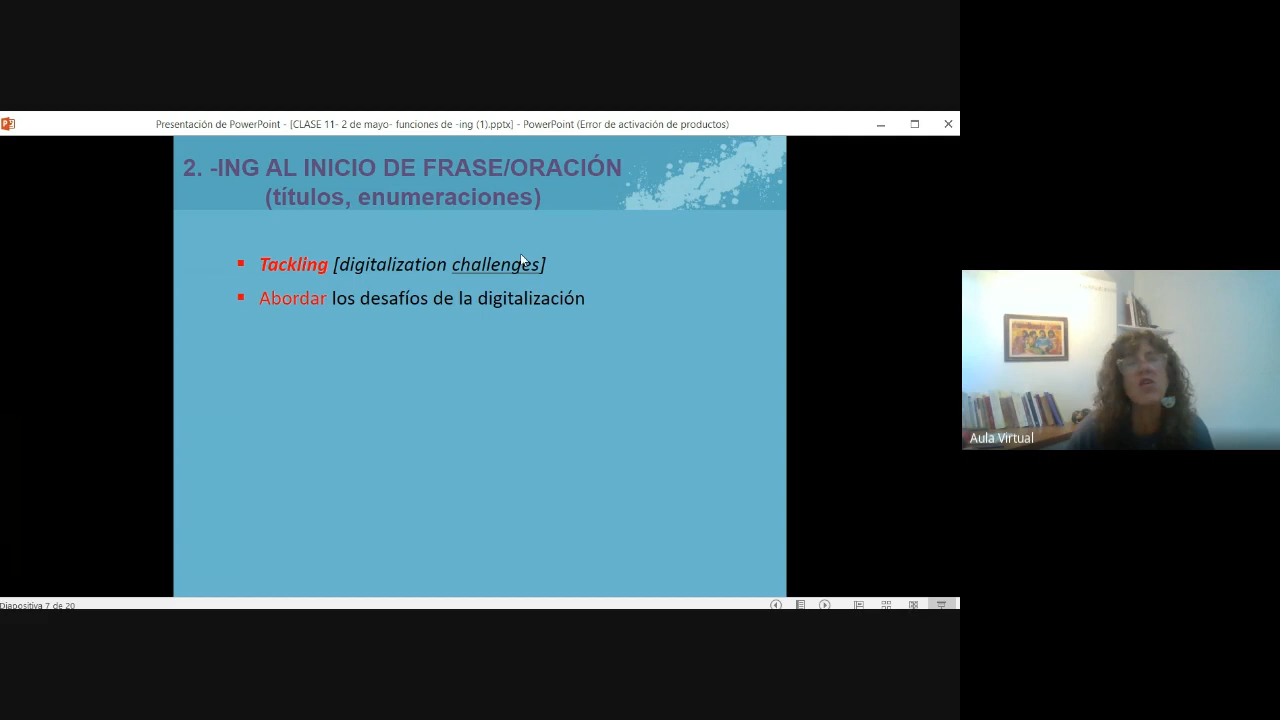 Presentación de PowerPoint - [CLASE 11- 2 de mayo- funciones de -ing (1).pptx] - PowerPoint (Error de activación de productos)
2. -ING AL INICIO DE FRASE/ORACIÓN
(títulos, enumeraciones)
Tackling [digitalization challenges]
Abordar los desafíos de la digitalización
Aula Virtual
Diapositiva 7 de 20